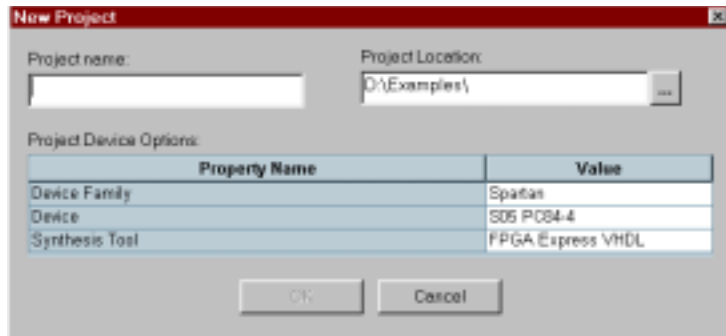 New Project
Project name: Project Location:
D:\Examples\ ...
Project Device Options:
Property Name Value
Device Family Spartan
Device S05 PC84-4
Synthesis Tool FPGA Express VHDL
OK Cancel